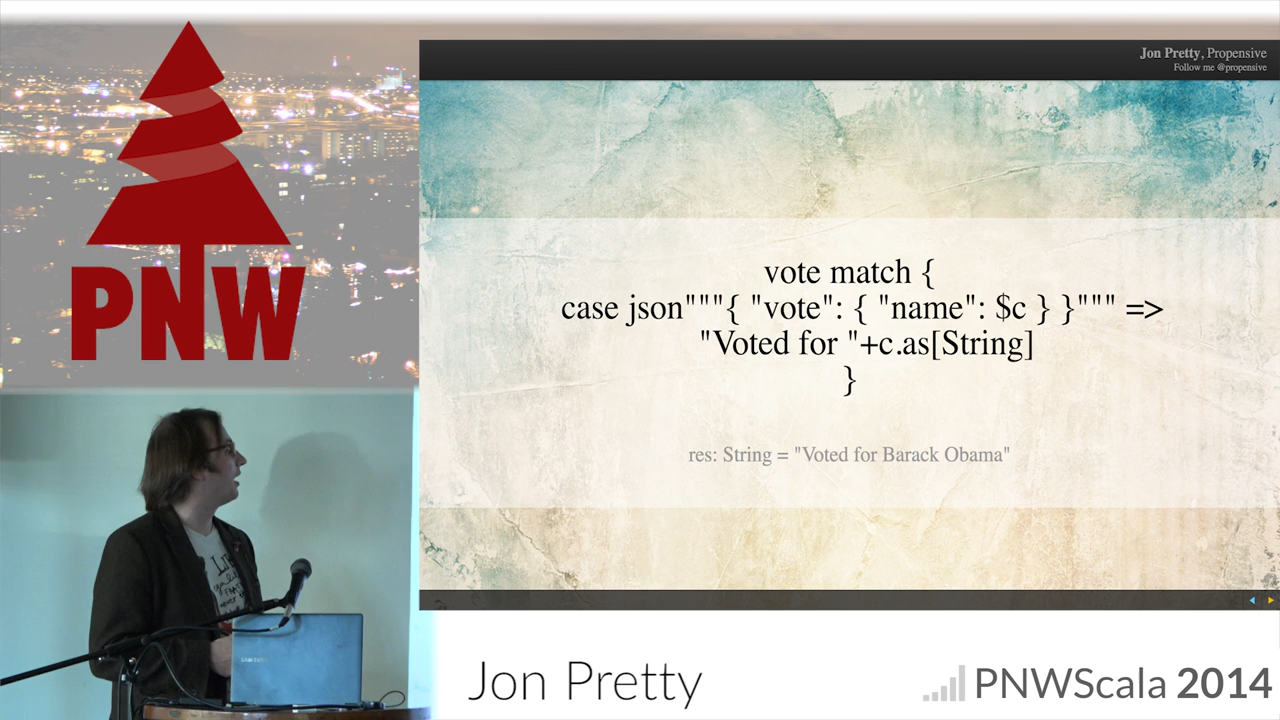 PNW
Jon Pretty, Propensive
Follow me @propensive
vote match {
case json"""{ "vote": { "name": $c } }""" =>
"Voted for "+c.as[String]
}
res: String = "Voted for Barack Obama"
SAMSUNG
Jon Pretty
PNWScala 2014